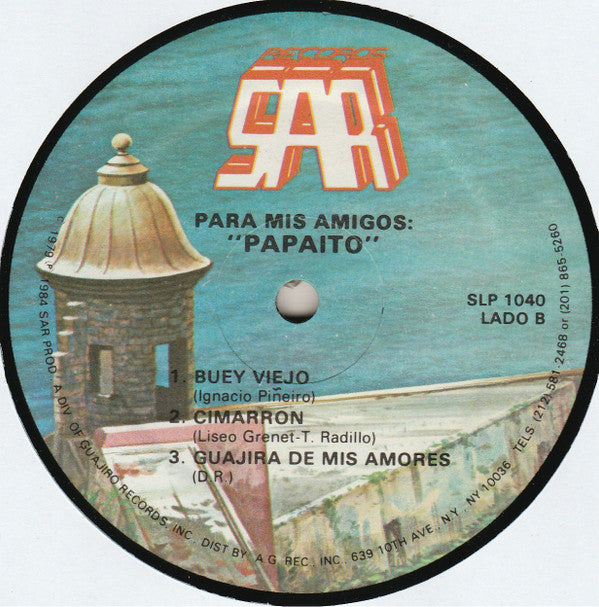 RECORDS
SAR
PARA MIS AMIGOS:
"PAPAITO"
SLP 1040
LADO B
1. BUEY VIEJO
(Ignacio Piñeiro)
2. CIMARRON
(Liseo Grenet-T. Radillo)
3. GUAJIRA DE MIS AMORES
(D.R.)
© 1979 P 1984 SAR PROD. A DIV. OF GUAJIRO RECORDS, INC. DIST BY A.G. REC., INC. 639 10TH AVE., N.Y., NY 10036 TELS (212) 581-2468 or (201) 865-5260